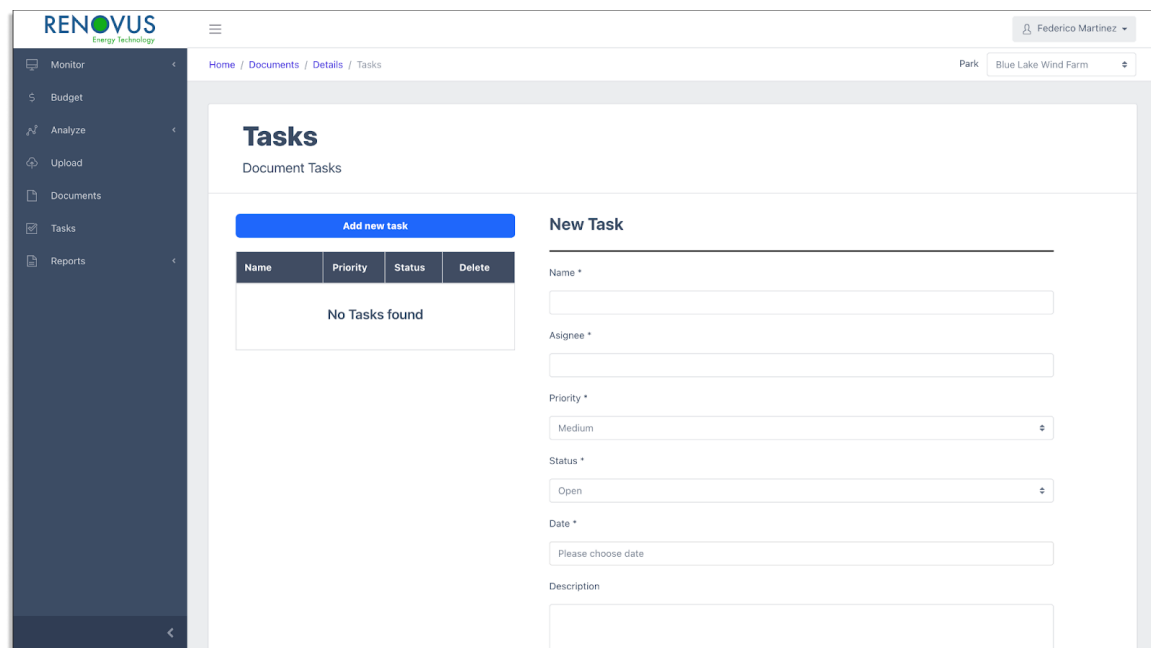 RENOVUS
Energy Technology
Federico Martinez
Monitor
Budget
Analyze
Upload
Documents
Tasks
Reports
Home / Documents / Details / Tasks
Park Blue Lake Wind Farm
Tasks
Document Tasks
Add new task
Name Priority Status Delete
No Tasks found
New Task
Name *
Asignee *
Priority *
Medium
Status *
Open
Date *
Please choose date
Description